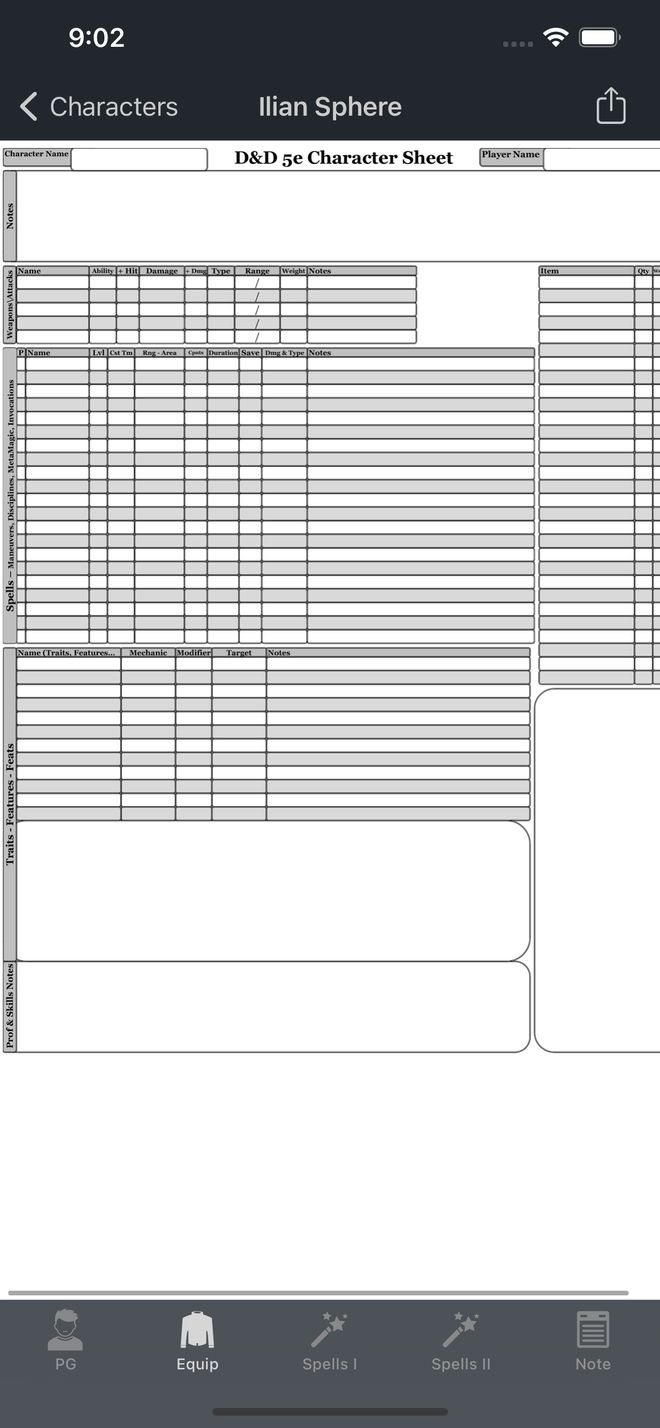 9:02
Characters
Ilian Sphere
Character Name
D&D 5e Character Sheet
Player Name
Notes
Weapons\Attacks
Name Ability + Hit Damage + Dmg Type Range Weight Notes
/
/
/
/
/
Item Qty
Spells – Maneuvers, Disciplines, MetaMagic, Invocations
P Name Lvl Cst Tm Rng - Area Cpnts Duration Save Dmg & Type Notes
Traits - Features - Feats
Name (Traits, Features... Mechanic Modifier Target Notes
Prof & Skills Notes
PG
Equip
Spells I
Spells II
Note